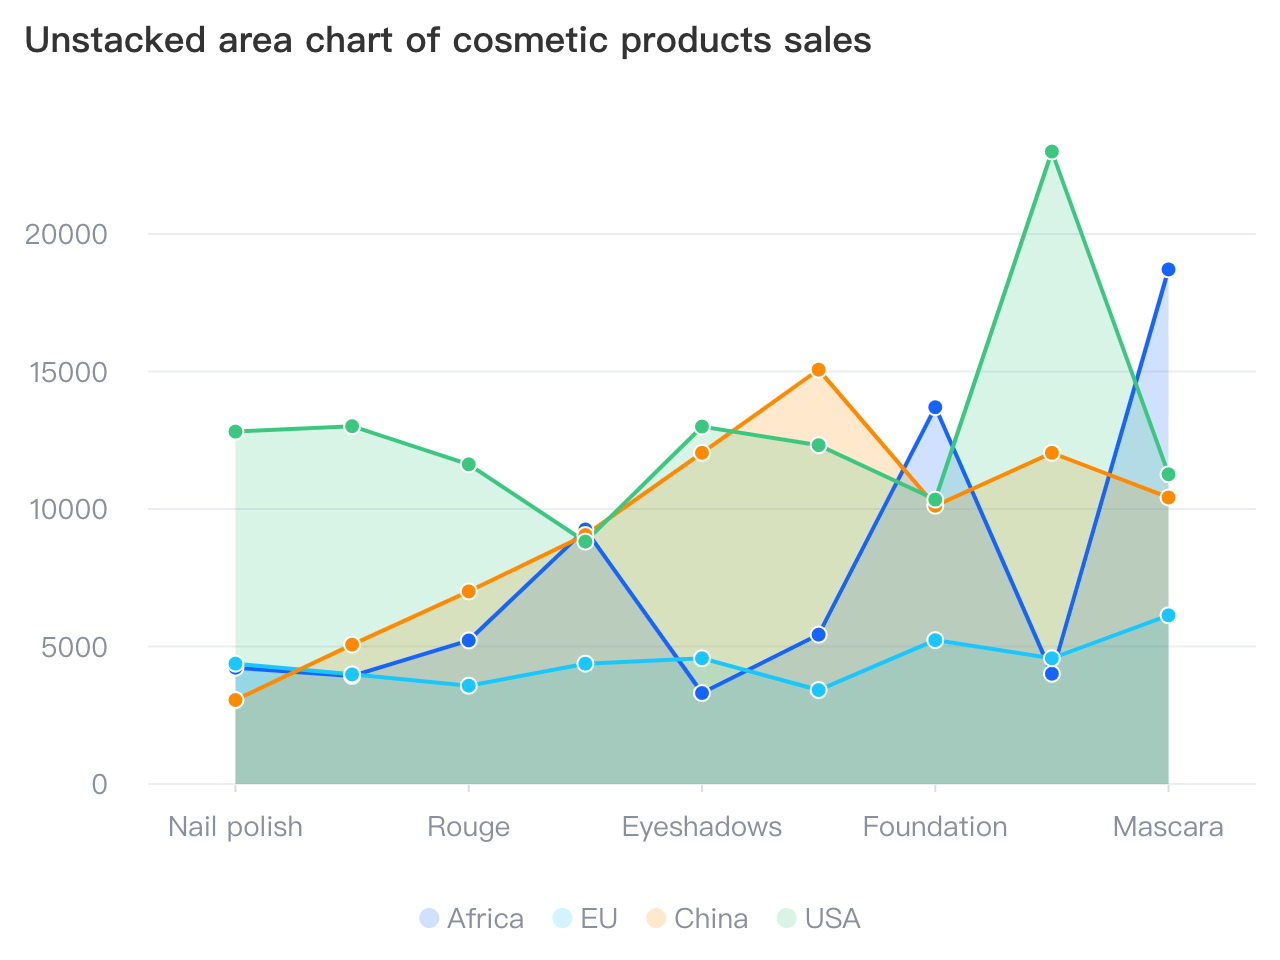 Unstacked area chart of cosmetic products sales
20000
15000
10000
5000
0
Nail polish Rouge Eyeshadows Foundation Mascara
Africa EU China USA